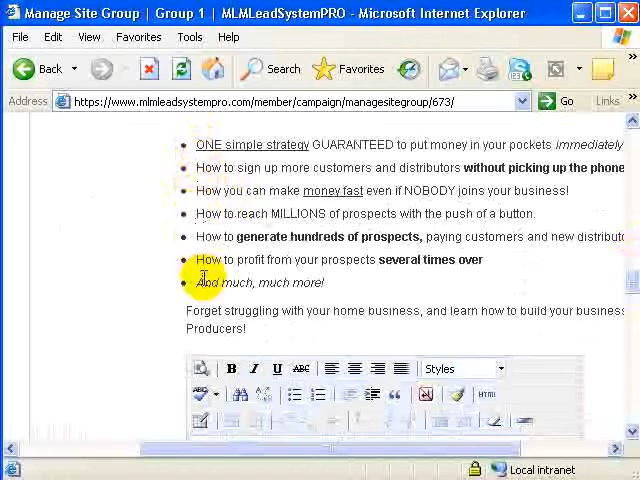 Manage Site Group | Group 1 | MLMLeadSystemPRO - Microsoft Internet Explorer
File Edit View Favorites Tools Help
Back Search Favorites
Address https://www.mlmleadsystempro.com/member/campaign/managesitegroup/673/ Go Links
ONE simple strategy GUARANTEED to put money in your pockets immediately
How to sign up more customers and distributors without picking up the phone
How you can make money fast even if NOBODY joins your business!
How to reach MILLIONS of prospects with the push of a button.
How to generate hundreds of prospects, paying customers and new distributo
How to profit from your prospects several times over
And much, much more!
Forget struggling with your home business, and learn how to build your business
Producers!
B I U ABC Styles
HTML
Local intranet